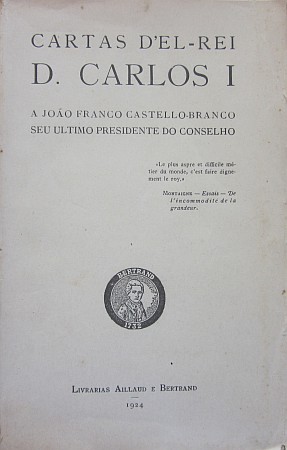 CARTAS D'EL-REI
D. CARLOS I
A JOÃO FRANCO CASTELLO-BRANCO
SEU ULTIMO PRESIDENTE DO CONSELHO
«Le plus aspre et difficile mé-
tier du monde, c'est faire digne-
ment le roy.»
MONTAIGNE — Essais — De
l'incommodité de la
grandeur.
BERTRAND
1732
LIVRARIAS AILLAUD E BERTRAND
1924